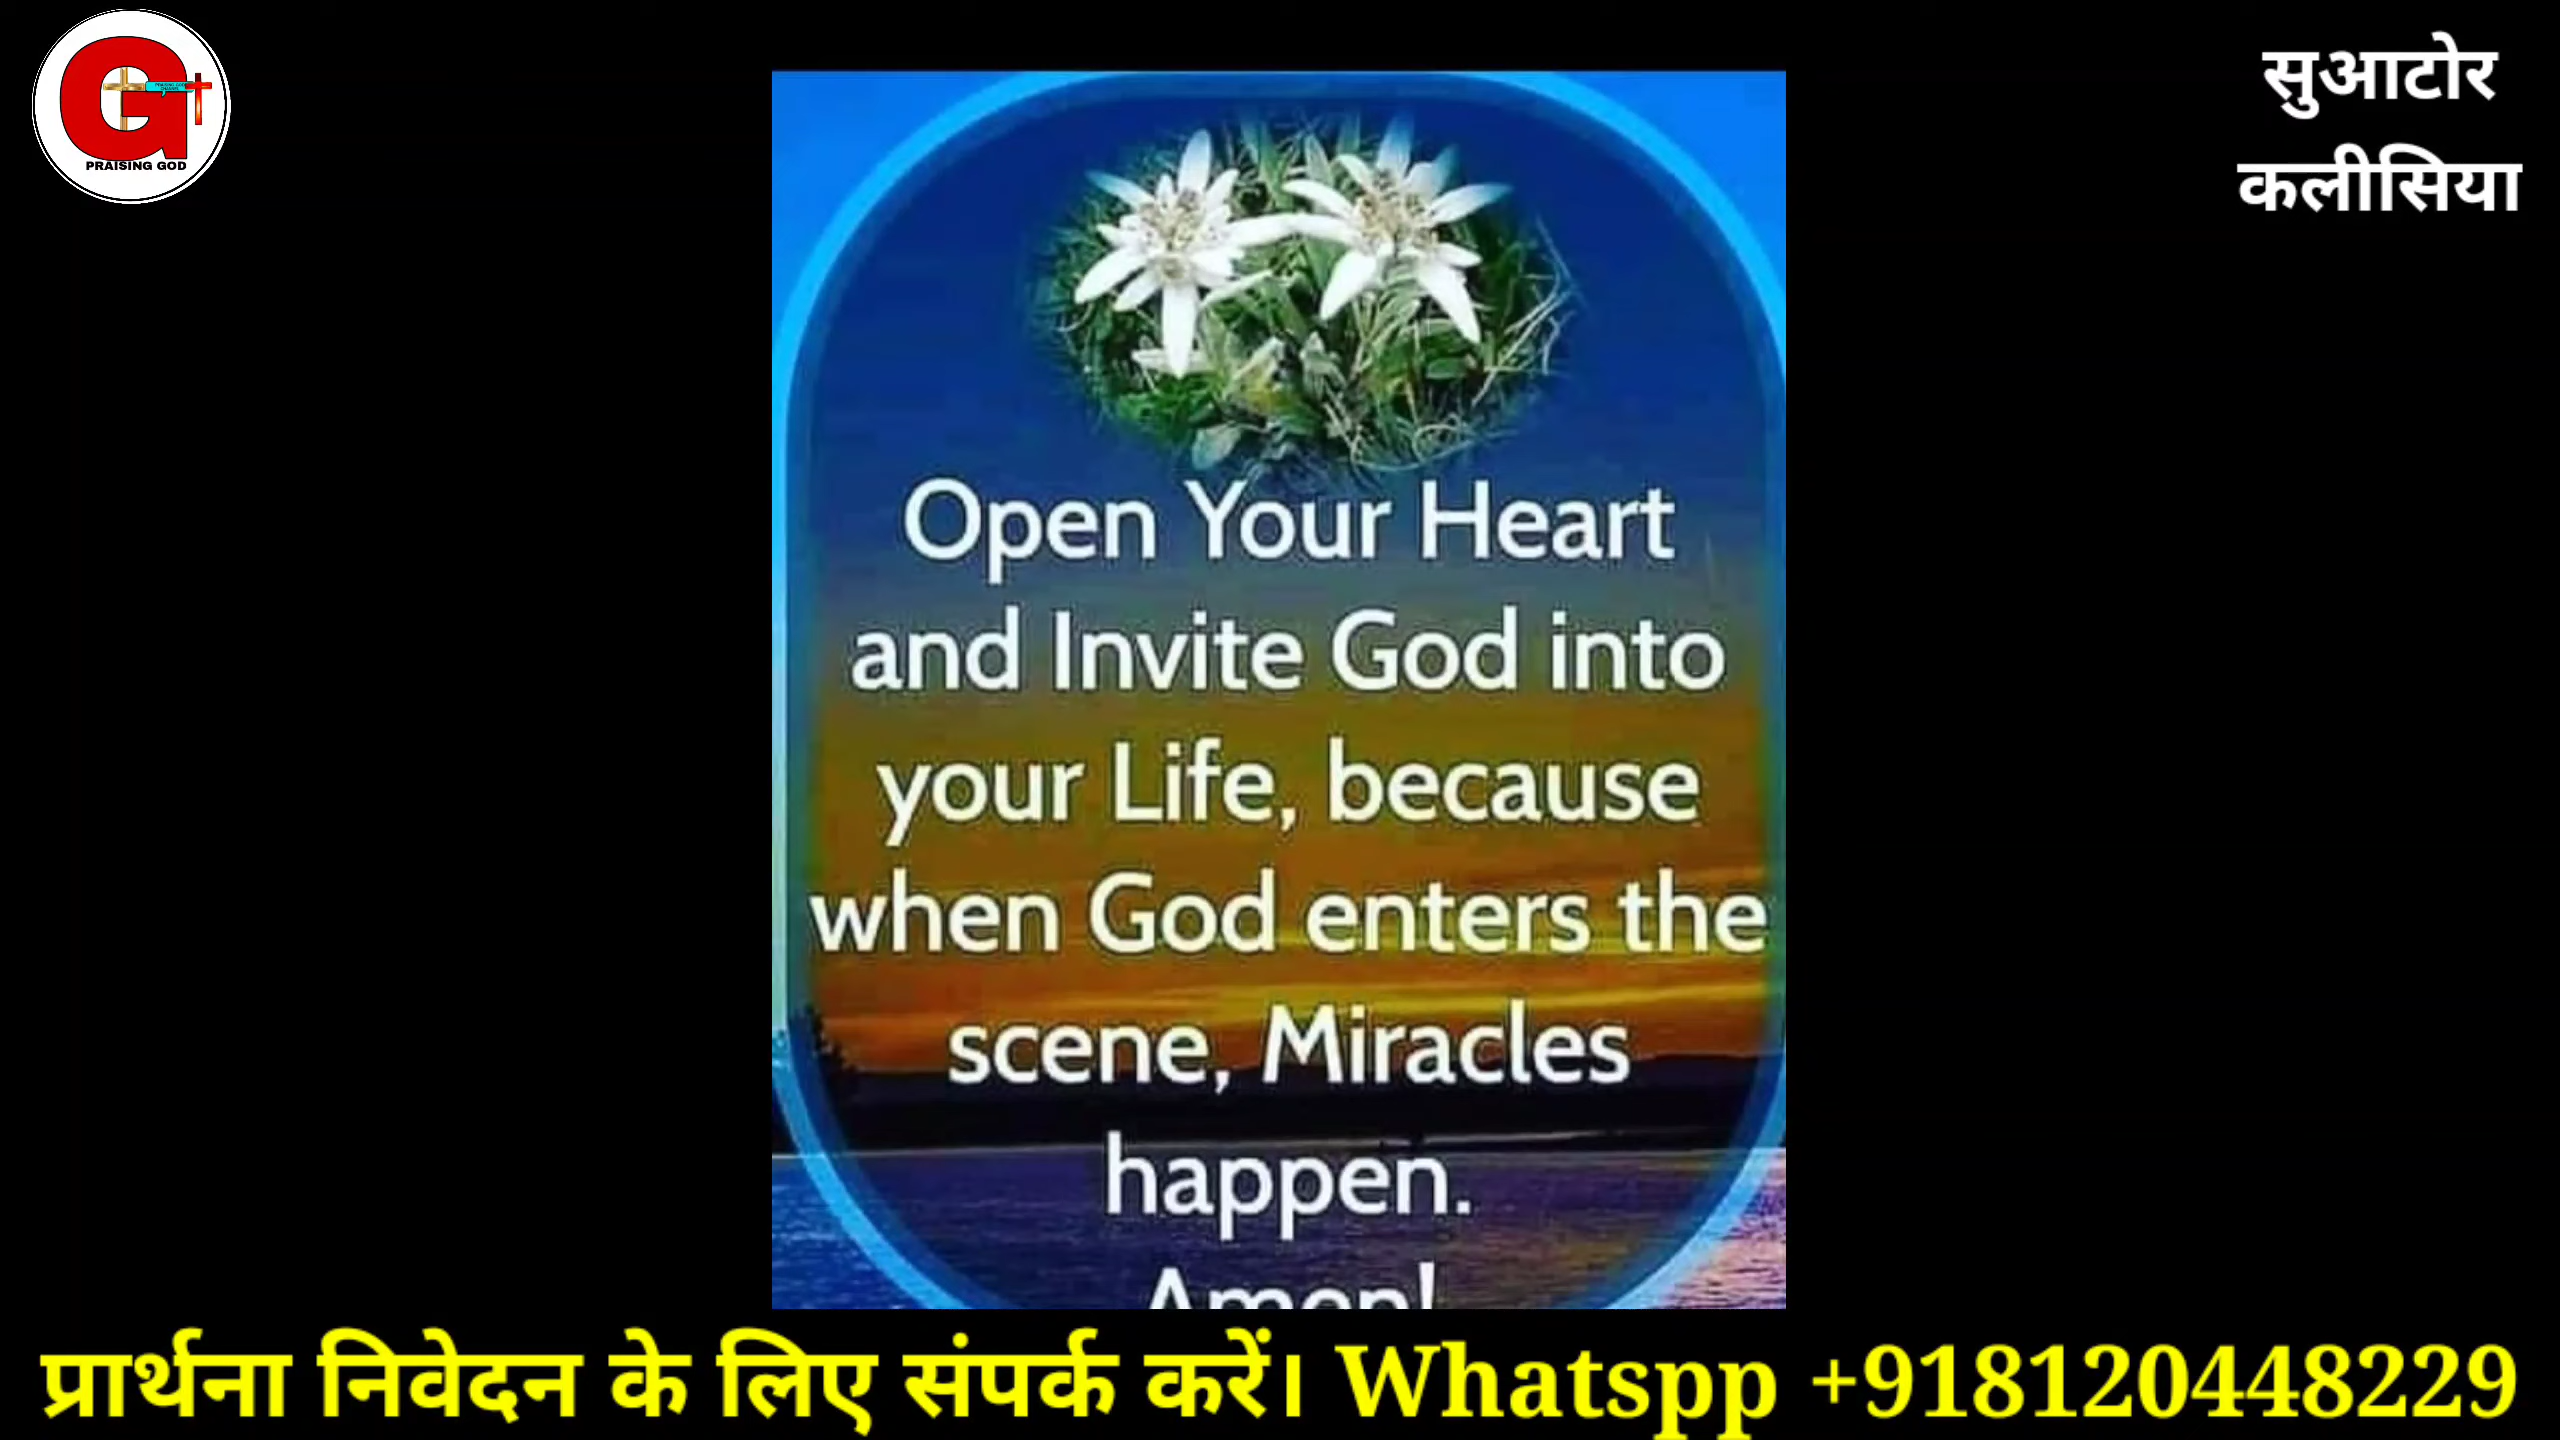 G
PRAISING GOD
सुआटोर
कलीसिया
Open Your Heart
and Invite God into
your Life, because
when God enters the
scene, Miracles
happen.
Amen!
प्रार्थना निवेदन के लिए संपर्क करें। Whatspp +918120448229